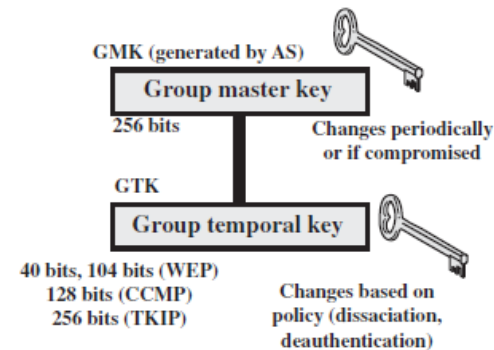 GMK (generated by AS)
Group master key
256 bits
Changes periodically
or if compromised
GTK
Group temporal key
40 bits, 104 bits (WEP)
128 bits (CCMP)
256 bits (TKIP)
Changes based on
policy (dissaciation,
deauthentication)